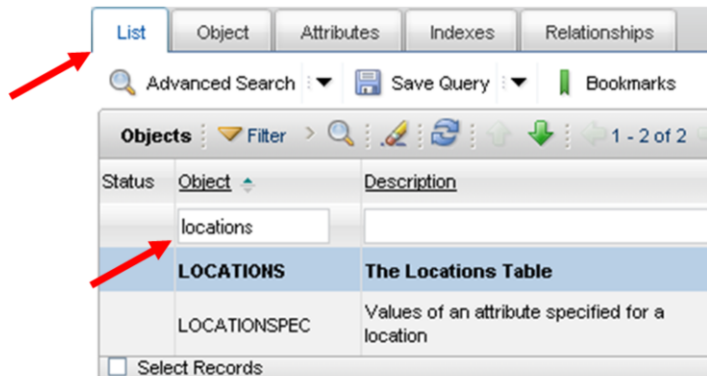 List Object Attributes Indexes Relationships
Advanced Search Save Query Bookmarks
Objects Filter > 1 - 2 of 2
Status Object Description
locations
LOCATIONS The Locations Table
LOCATIONSPEC Values of an attribute specified for a
location
Select Records